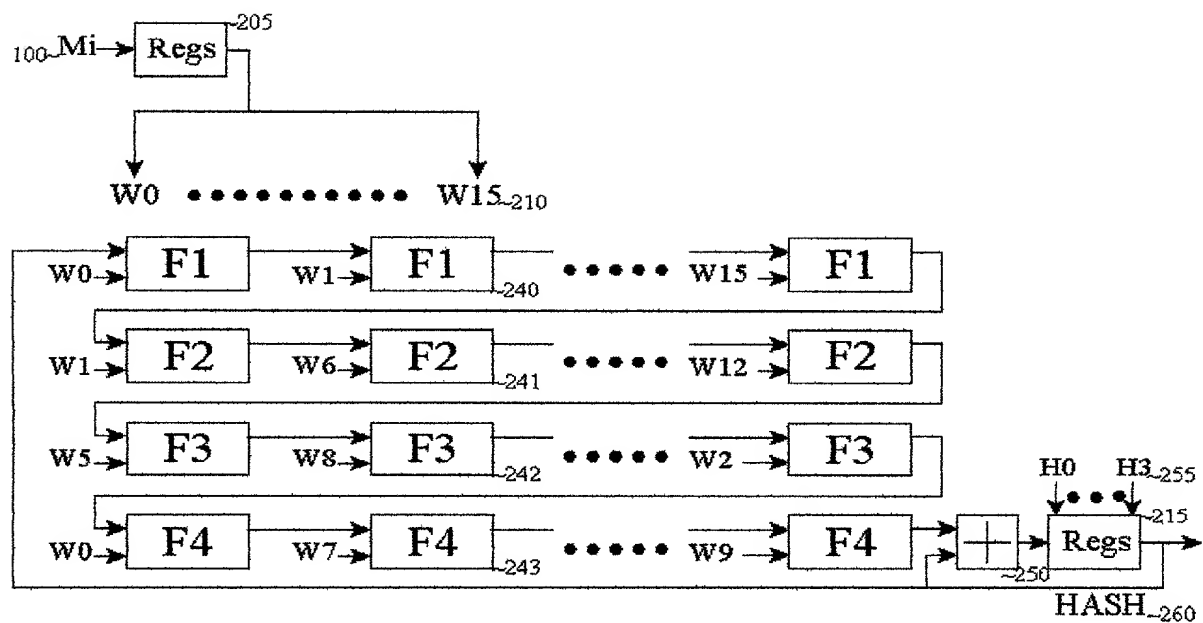 ~205
100~Mi Regs
W0 W15~210
F1 F1 F1
W0 W1 W15
~240
F2 F2 F2
W1 W6 W12
~241
F3 F3 F3
W5 W8 W2
~242
H0 H3~255
~215
F4 F4 F4 Regs
W0 W7 W9
~243 ~250
HASH~260